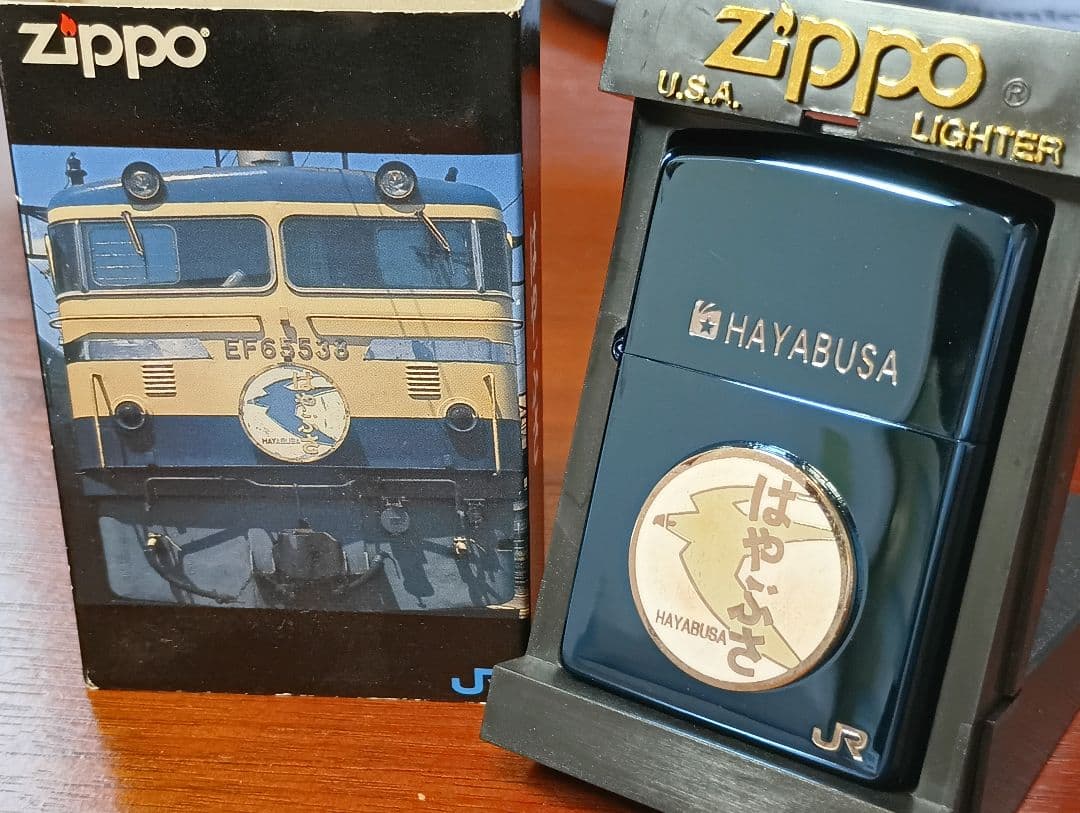 Zippo®
EF65538
はやぶさ
HAYABUSA
JR
Zippo®
U.S.A.
LIGHTER
HAYABUSA
はやぶさ
HAYABUSA
JR